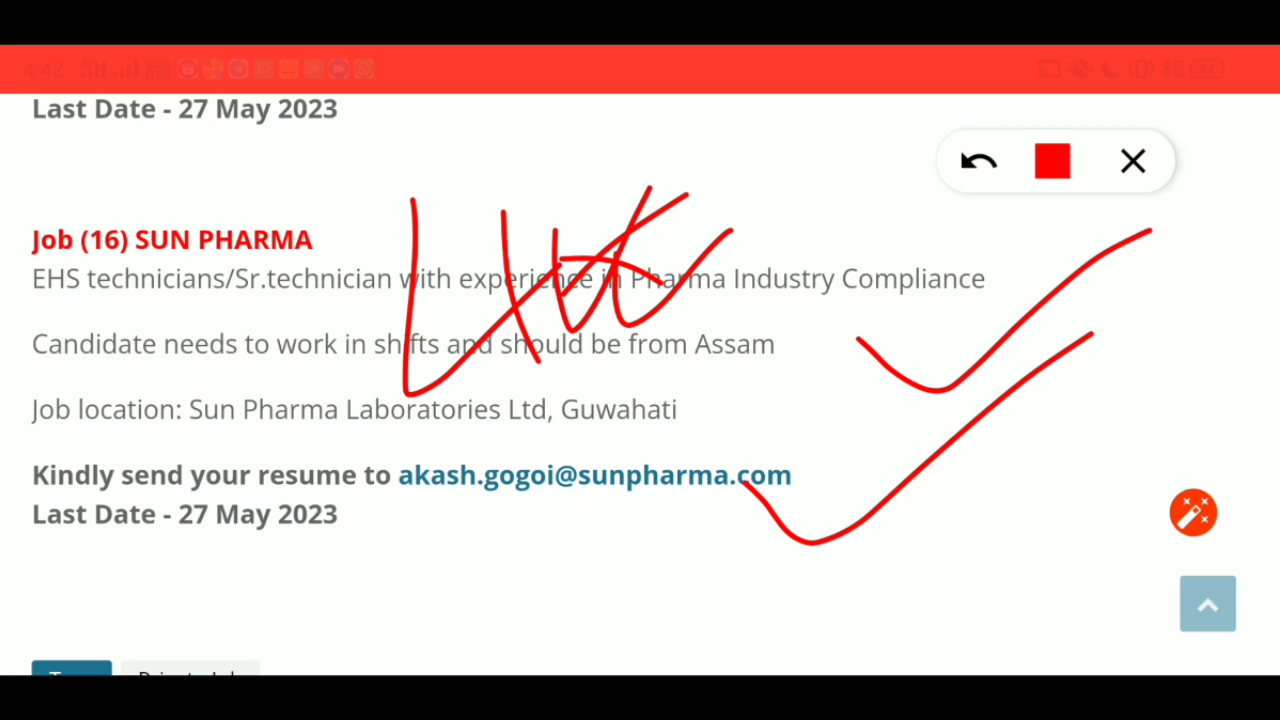 4:42
Last Date - 27 May 2023
Job (16) SUN PHARMA
EHS technicians/Sr.technician with experience in Pharma Industry Compliance
Candidate needs to work in shifts and should be from Assam
Job location: Sun Pharma Laboratories Ltd, Guwahati
Kindly send your resume to akash.gogoi@sunpharma.com
Last Date - 27 May 2023